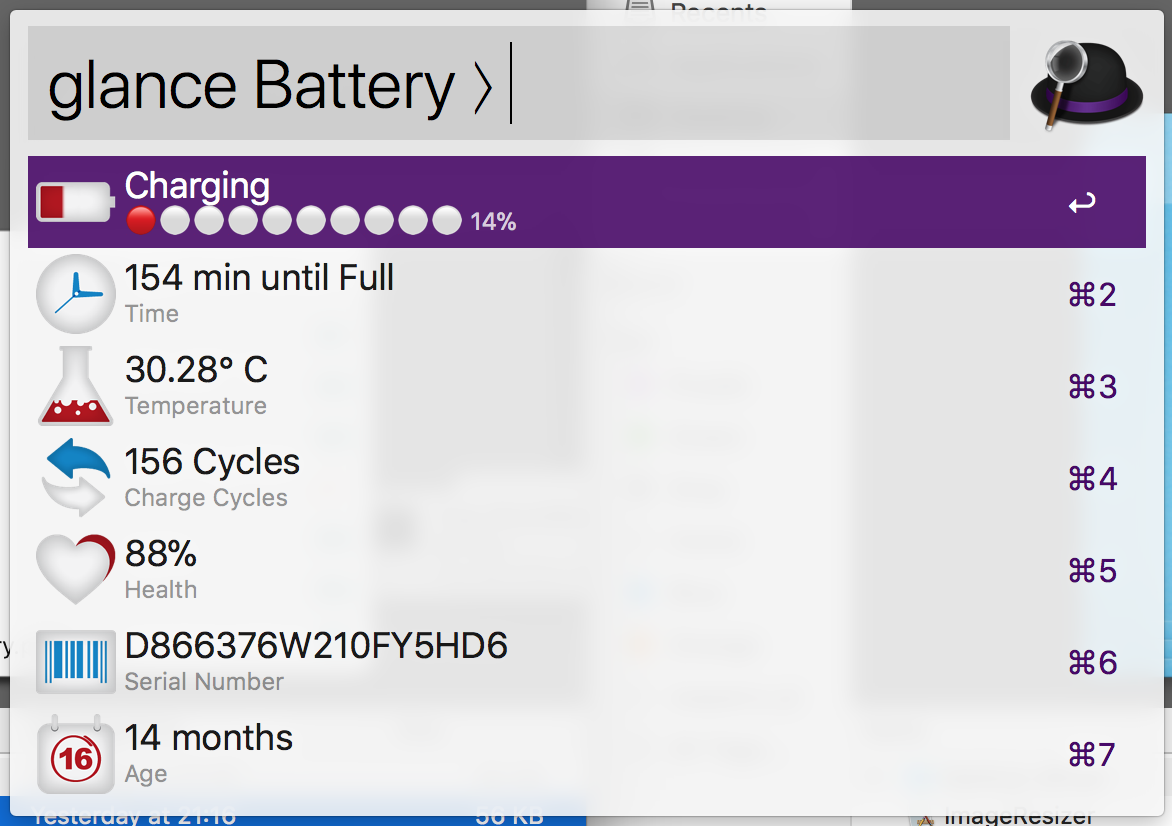 Recents
glance Battery 〉
Charging
14%
154 min until Full
Time
⌘2
30.28° C
Temperature
⌘3
156 Cycles
Charge Cycles
⌘4
88%
Health
⌘5
D866376W210FY5HD6
Serial Number
⌘6
16
14 months
Age
⌘7
Yesterday at 21:16
56 KB
ImageResizer